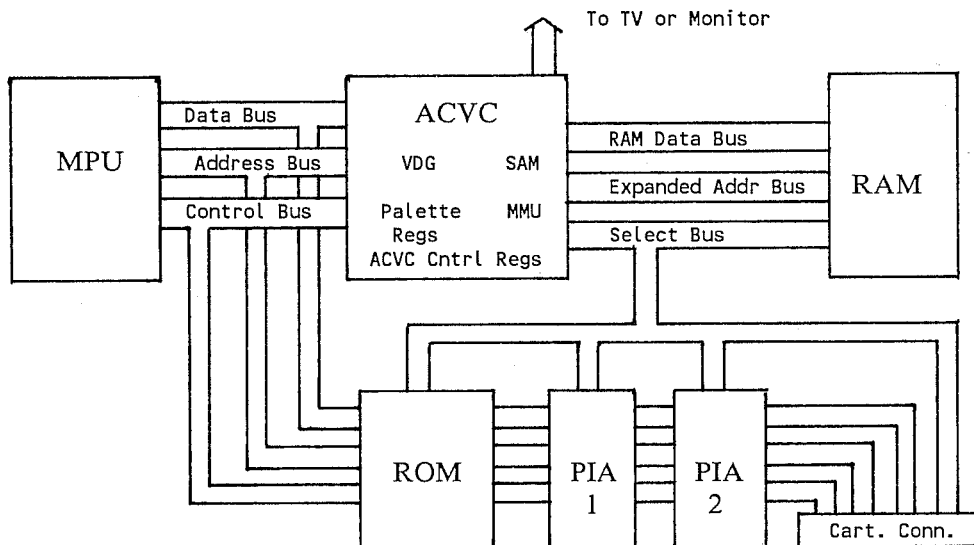 To TV or Monitor
MPU
Data Bus
Address Bus
Control Bus
ACVC
VDG SAM
Palette MMU
Regs
ACVC Cntrl Regs
RAM Data Bus
Expanded Addr Bus
Select Bus
RAM
ROM
PIA
1
PIA
2
Cart. Conn.